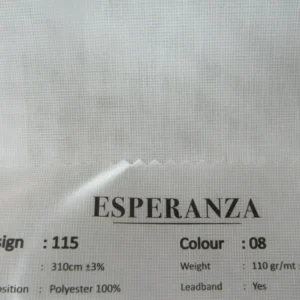 ESPERANZA
sign : 115 Colour : 08
: 310cm ±3% Weight : 110 gr/mt
osition : Polyester 100% Leadband : Yes